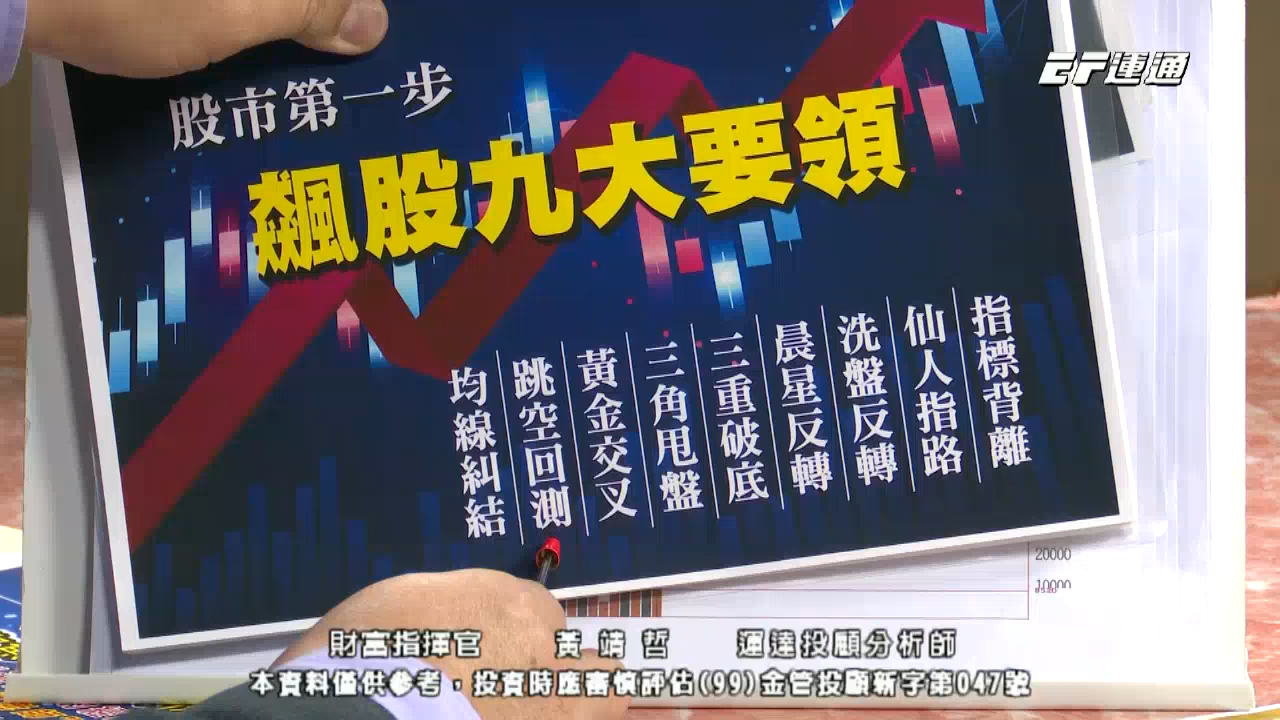 EF運通
股市第一步
飆股九大要領
指標背離
仙人指路
洗盤反轉
晨星反轉
三重破底
三角甩盤
黃金交叉
跳空回測
均線糾結
20000
10000
財富指揮官 黃靖哲 運達投顧分析師
本資料僅供參考，投資時應審慎評估(99)金管投顧新字第047號